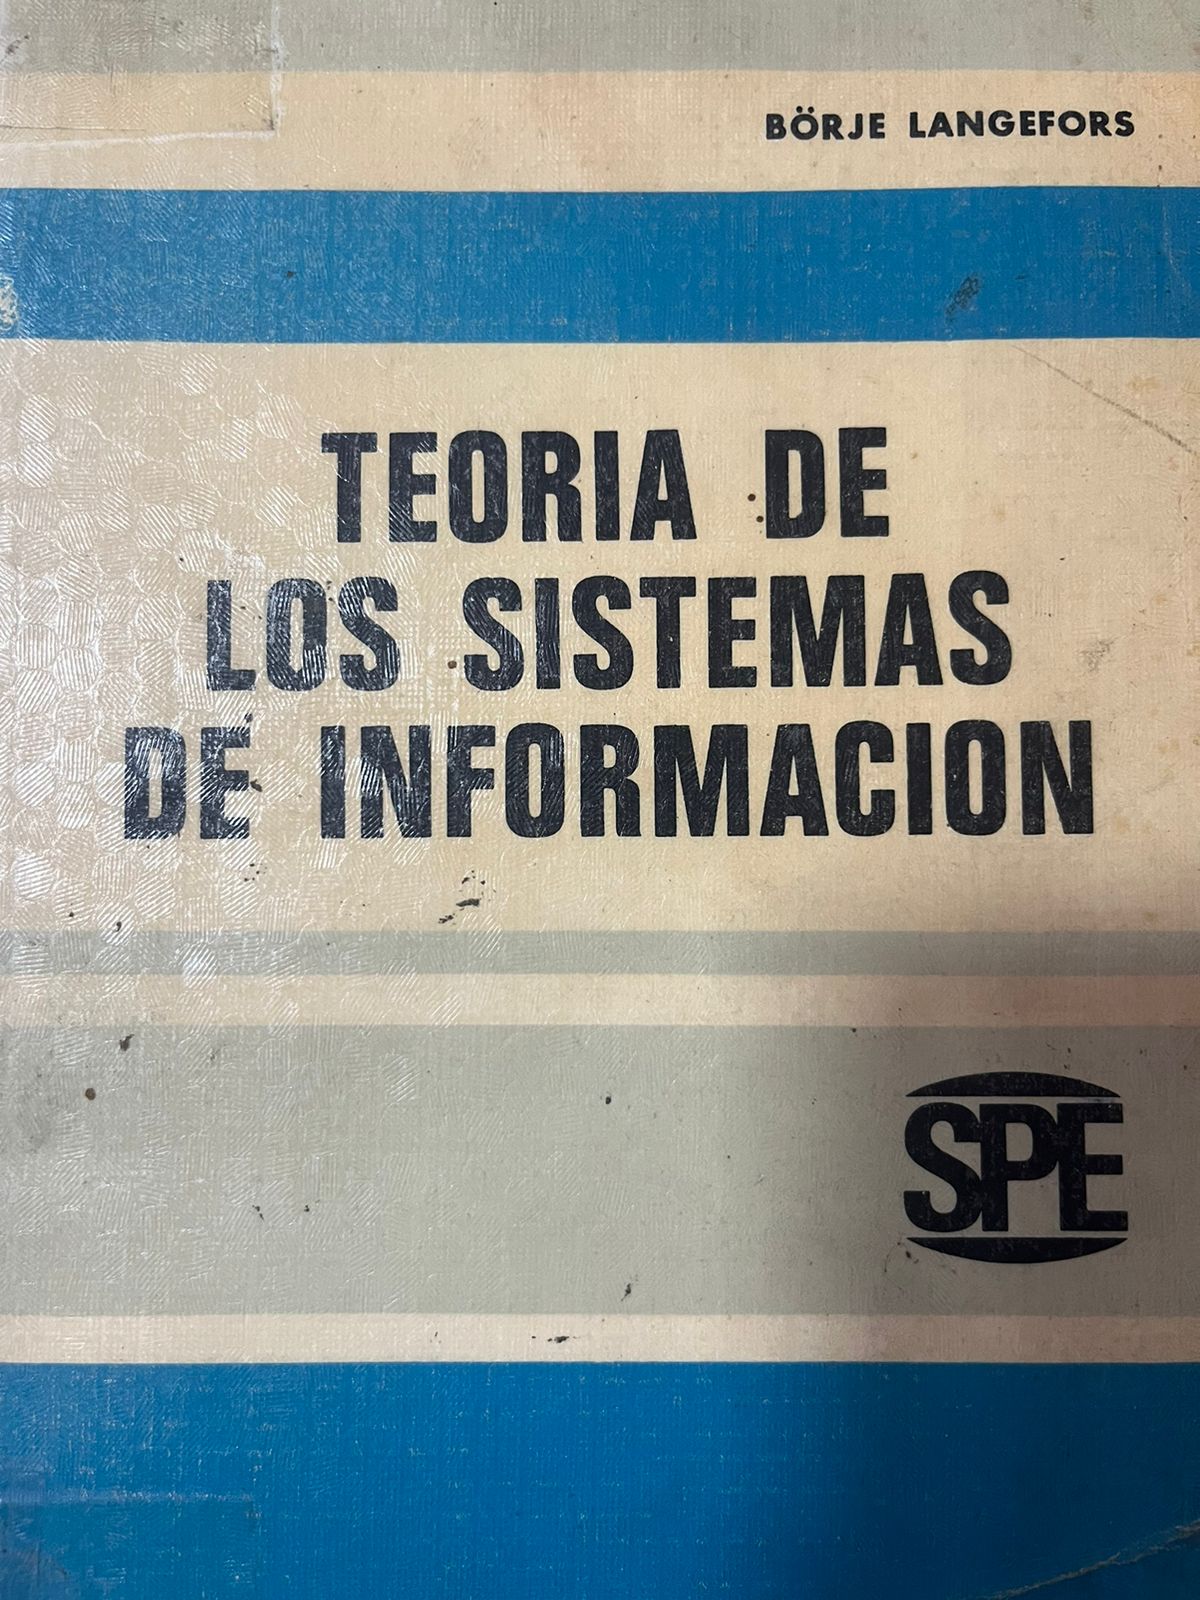 BÖRJE LANGEFORS
TEORIA DE
LOS SISTEMAS
DE INFORMACION
SPE